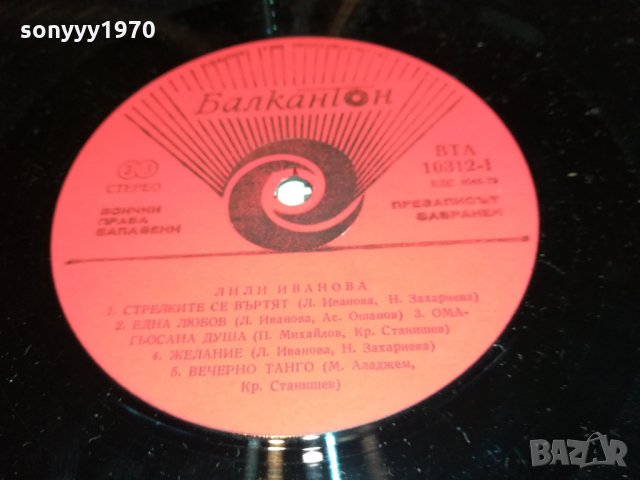 sonyyy1970
Балкантон
ВТА
10312-1
СТЕРЕО
ВСИЧКИ
ПРАВА
ЗАПАЗЕНИ
ПРЕЗАПИСЪТ
ЗАБРАНЕН
ЛИЛИ ИВАНОВА
1. СТРЕЛКИТЕ СЕ ВЪРТЯТ (Л. Иванова, Н. Захариева)
2. ЕДНА ЛЮБОВ (Л. Иванова, Ас. Ошанов) 3. ОМА-
ГЬОСАНА ДУША (П. Михайлов, Кр. Станишев)
4. ЖЕЛАНИЕ (Л. Иванова, Н. Захариева)
5. ВЕЧЕРНО ТАНГО (М. Аладжем,
Кр. Станишев)
BAZAR